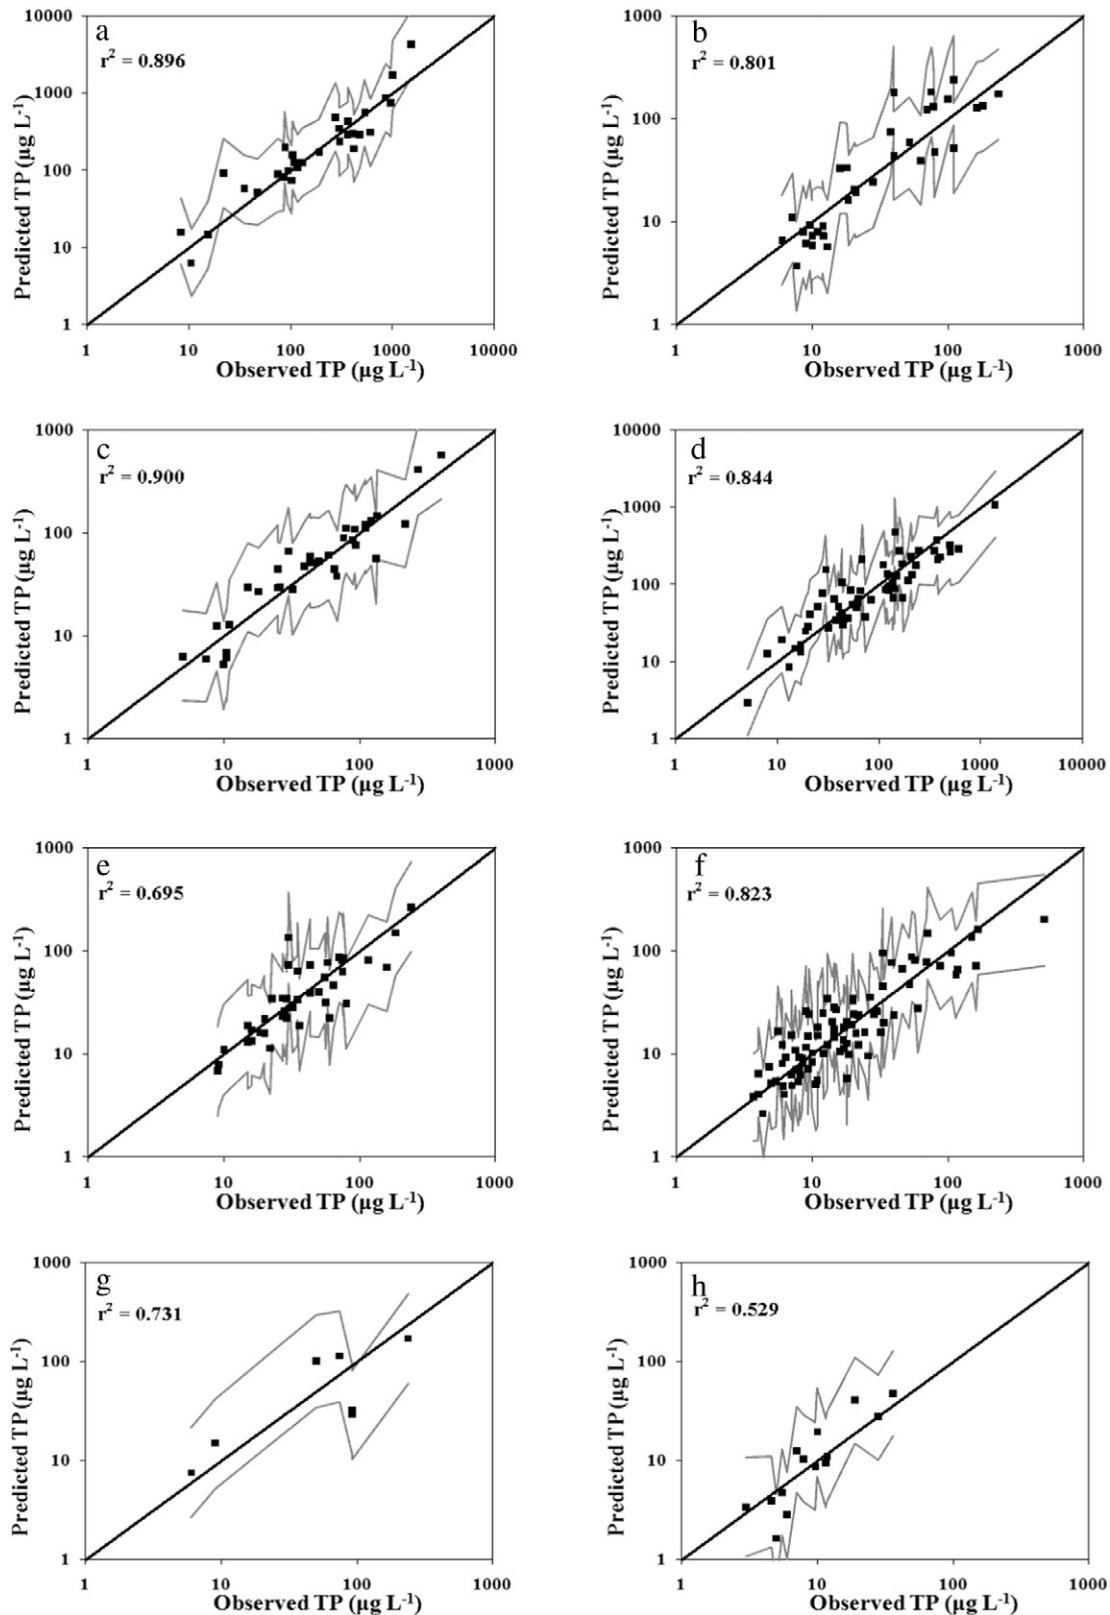 a
r² = 0.896
10000
1000
100
10
1
Predicted TP (µg L⁻¹)
1 10 100 1000 10000
Observed TP (µg L⁻¹)
b
r² = 0.801
1000
100
10
1
Predicted TP (µg L⁻¹)
1 10 100 1000
Observed TP (µg L⁻¹)
c
r² = 0.900
1000
100
10
1
Predicted TP (µg L⁻¹)
1 10 100 1000
Observed TP (µg L⁻¹)
d
r² = 0.844
10000
1000
100
10
1
Predicted TP (µg L⁻¹)
1 10 100 1000 10000
Observed TP (µg L⁻¹)
e
r² = 0.695
1000
100
10
1
Predicted TP (µg L⁻¹)
1 10 100 1000
Observed TP (µg L⁻¹)
f
r² = 0.823
1000
100
10
1
Predicted TP (µg L⁻¹)
1 10 100 1000
Observed TP (µg L⁻¹)
g
r² = 0.731
1000
100
10
1
Predicted TP (µg L⁻¹)
1 10 100 1000
Observed TP (µg L⁻¹)
h
r² = 0.529
1000
100
10
1
Predicted TP (µg L⁻¹)
1 10 100 1000
Observed TP (µg L⁻¹)